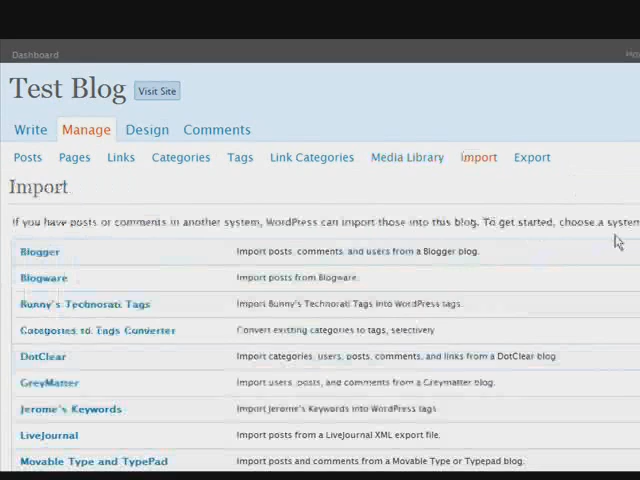 Dashboard
Test Blog Visit Site
Write Manage Design Comments
Posts Pages Links Categories Tags Link Categories Media Library Import Export
Import
If you have posts or comments in another system, WordPress can import those into this blog. To get started, choose a system
Blogger Import posts, comments, and users from a Blogger blog.
Blogware Import posts from Blogware.
Bunny's Technorati Tags Import Bunny's Technorati Tags into WordPress tags.
Categories to Tags Converter Convert existing categories to tags, selectively
DotClear Import categories, users, posts, comments, and links from a DotClear blog
GreyMatter Import users, posts, and comments from a Greymatter blog.
Jerome's Keywords Import Jerome's Keywords into WordPress tags
LiveJournal Import posts from a LiveJournal XML export file.
Movable Type and TypePad Import posts and comments from a Movable Type or Typepad blog.